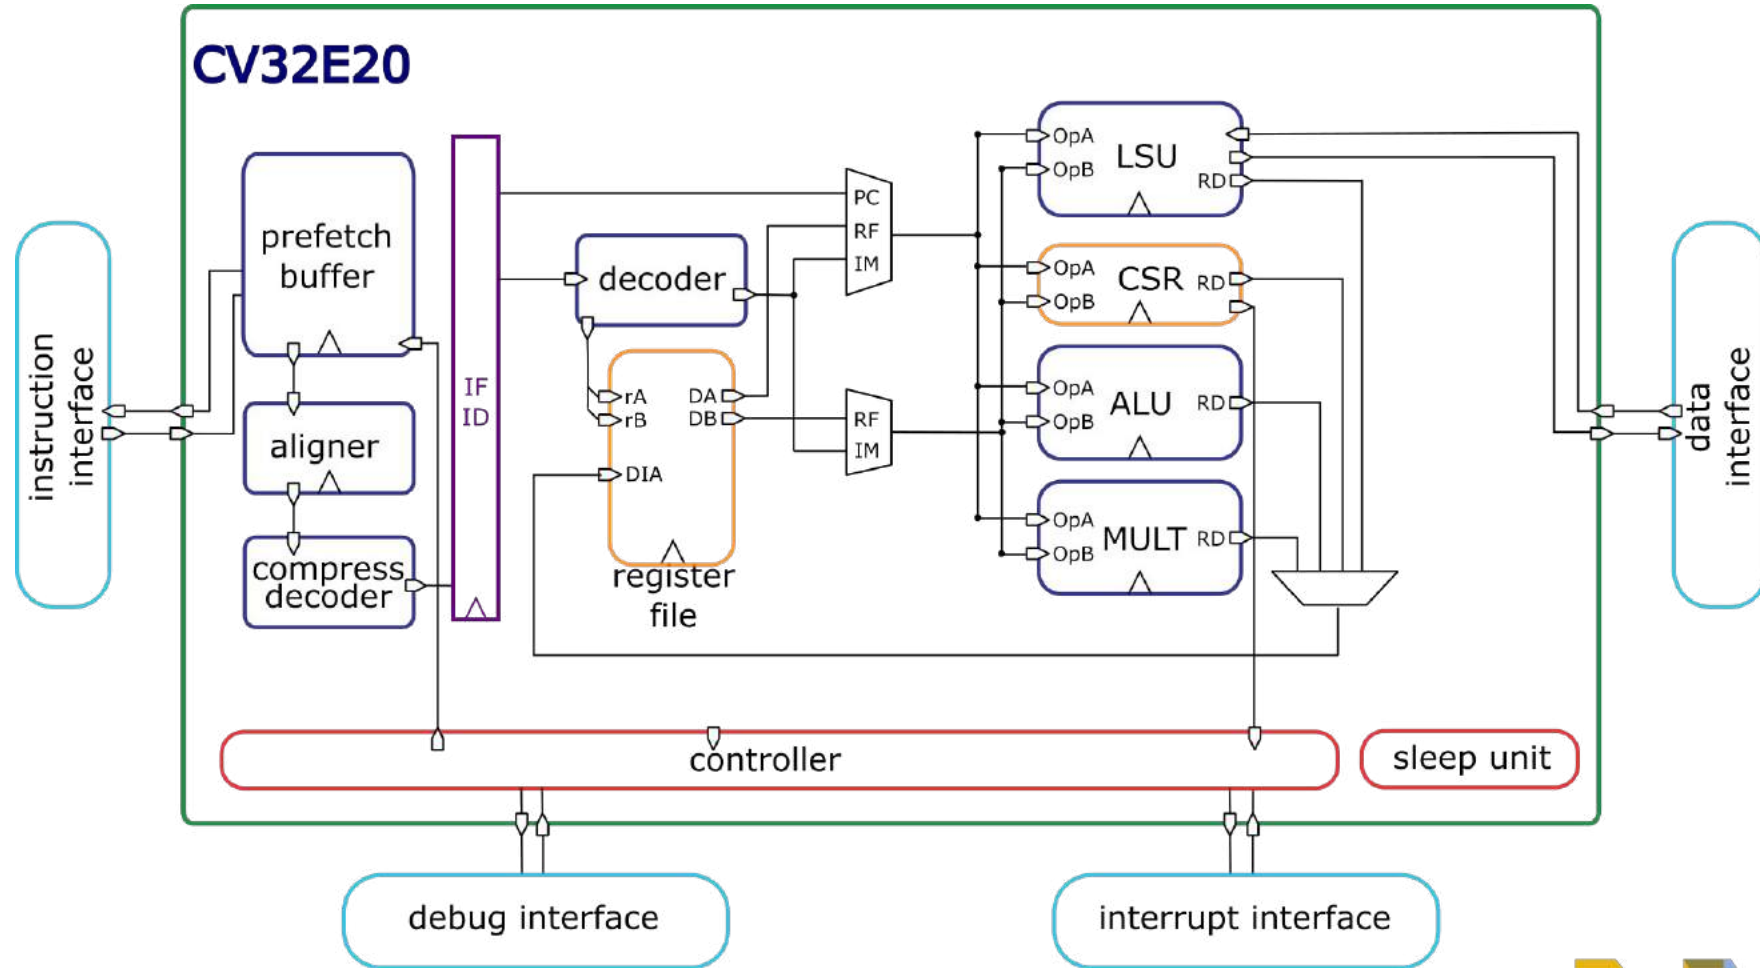 CV32E20
instruction
interface
prefetch
buffer
aligner
compress
decoder
IF
ID
decoder
rA
rB
DIA
DA
DB
register
file
PC
RF
IM
RF
IM
OpA
OpB
LSU
RD
OpA
OpB
CSR
RD
OpA
OpB
ALU
RD
OpA
OpB
MULT
RD
data
interface
controller
sleep unit
debug interface
interrupt interface